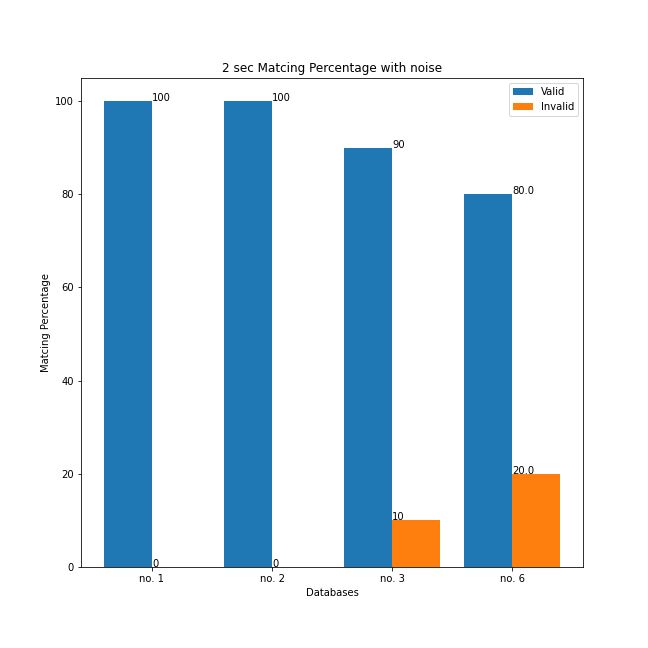 2 sec Matcing Percentage with noise
Valid
Invalid
100
80
60
40
20
0
Matcing Percentage
100
0
100
0
90
10
80.0
20.0
no. 1
no. 2
no. 3
no. 6
Databases